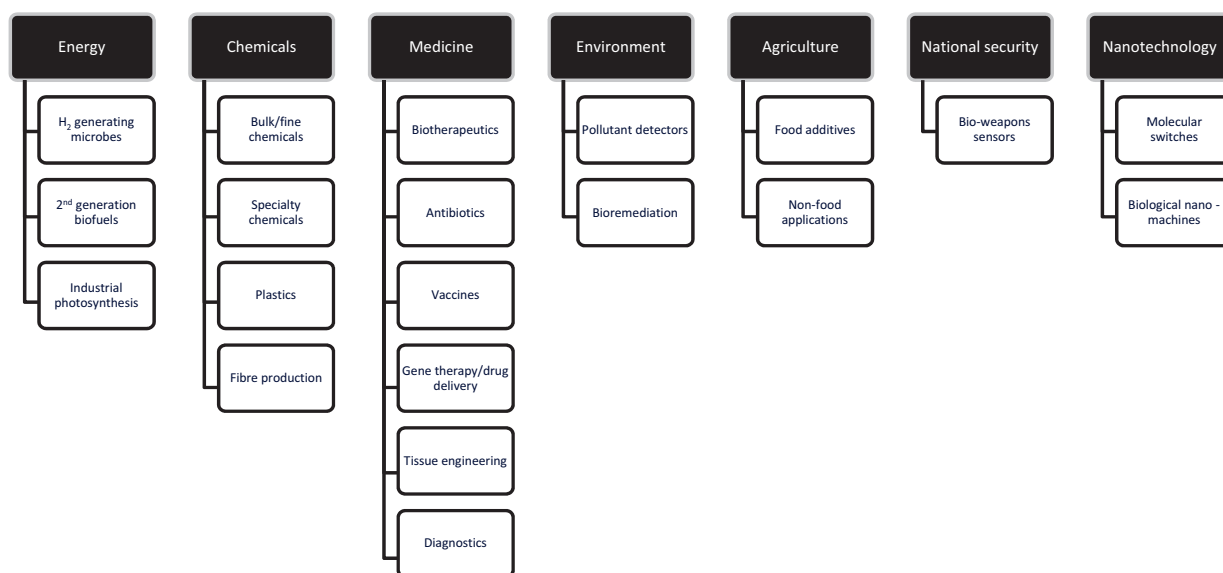 Energy
H₂ generating
microbes
2ⁿᵈ generation
biofuels
Industrial
photosynthesis
Chemicals
Bulk/fine
chemicals
Specialty
chemicals
Plastics
Fibre production
Medicine
Biotherapeutics
Antibiotics
Vaccines
Gene therapy/drug
delivery
Tissue engineering
Diagnostics
Environment
Pollutant detectors
Bioremediation
Agriculture
Food additives
Non-food
applications
National security
Bio-weapons
sensors
Nanotechnology
Molecular
switches
Biological nano -
machines